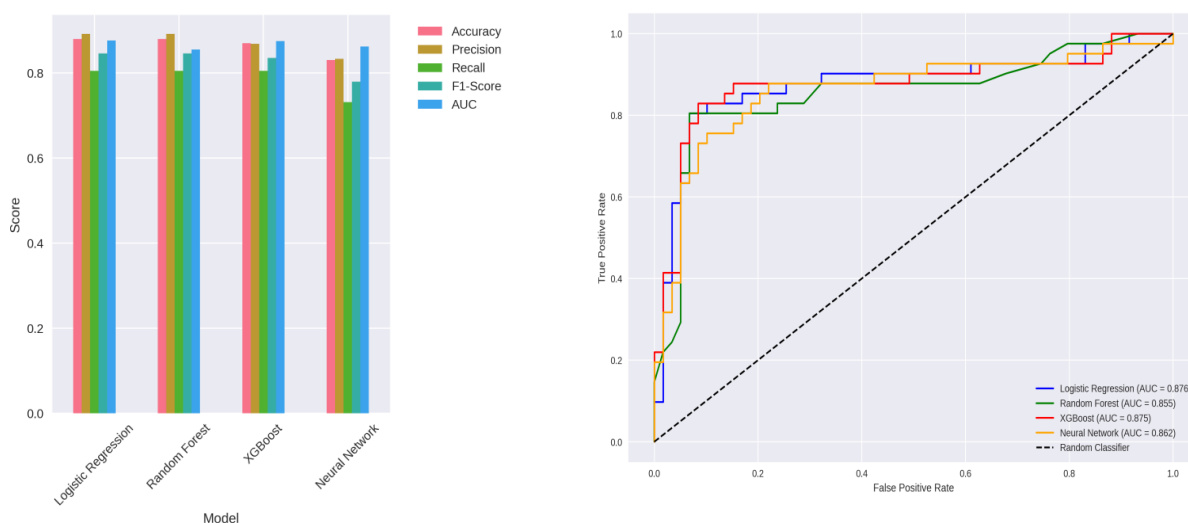 Score
0.8
0.6
0.4
0.2
0.0
Logistic Regression
Random Forest
XGBoost
Neural Network
Model
Accuracy
Precision
Recall
F1-Score
AUC
True Positive Rate
1.0
0.8
0.6
0.4
0.2
0.0
Logistic Regression (AUC = 0.876
Random Forest (AUC = 0.855)
XGBoost (AUC = 0.875)
Neural Network (AUC = 0.862)
Random Classifier
0.0 0.2 0.4 0.6 0.8 1.0
False Positive Rate